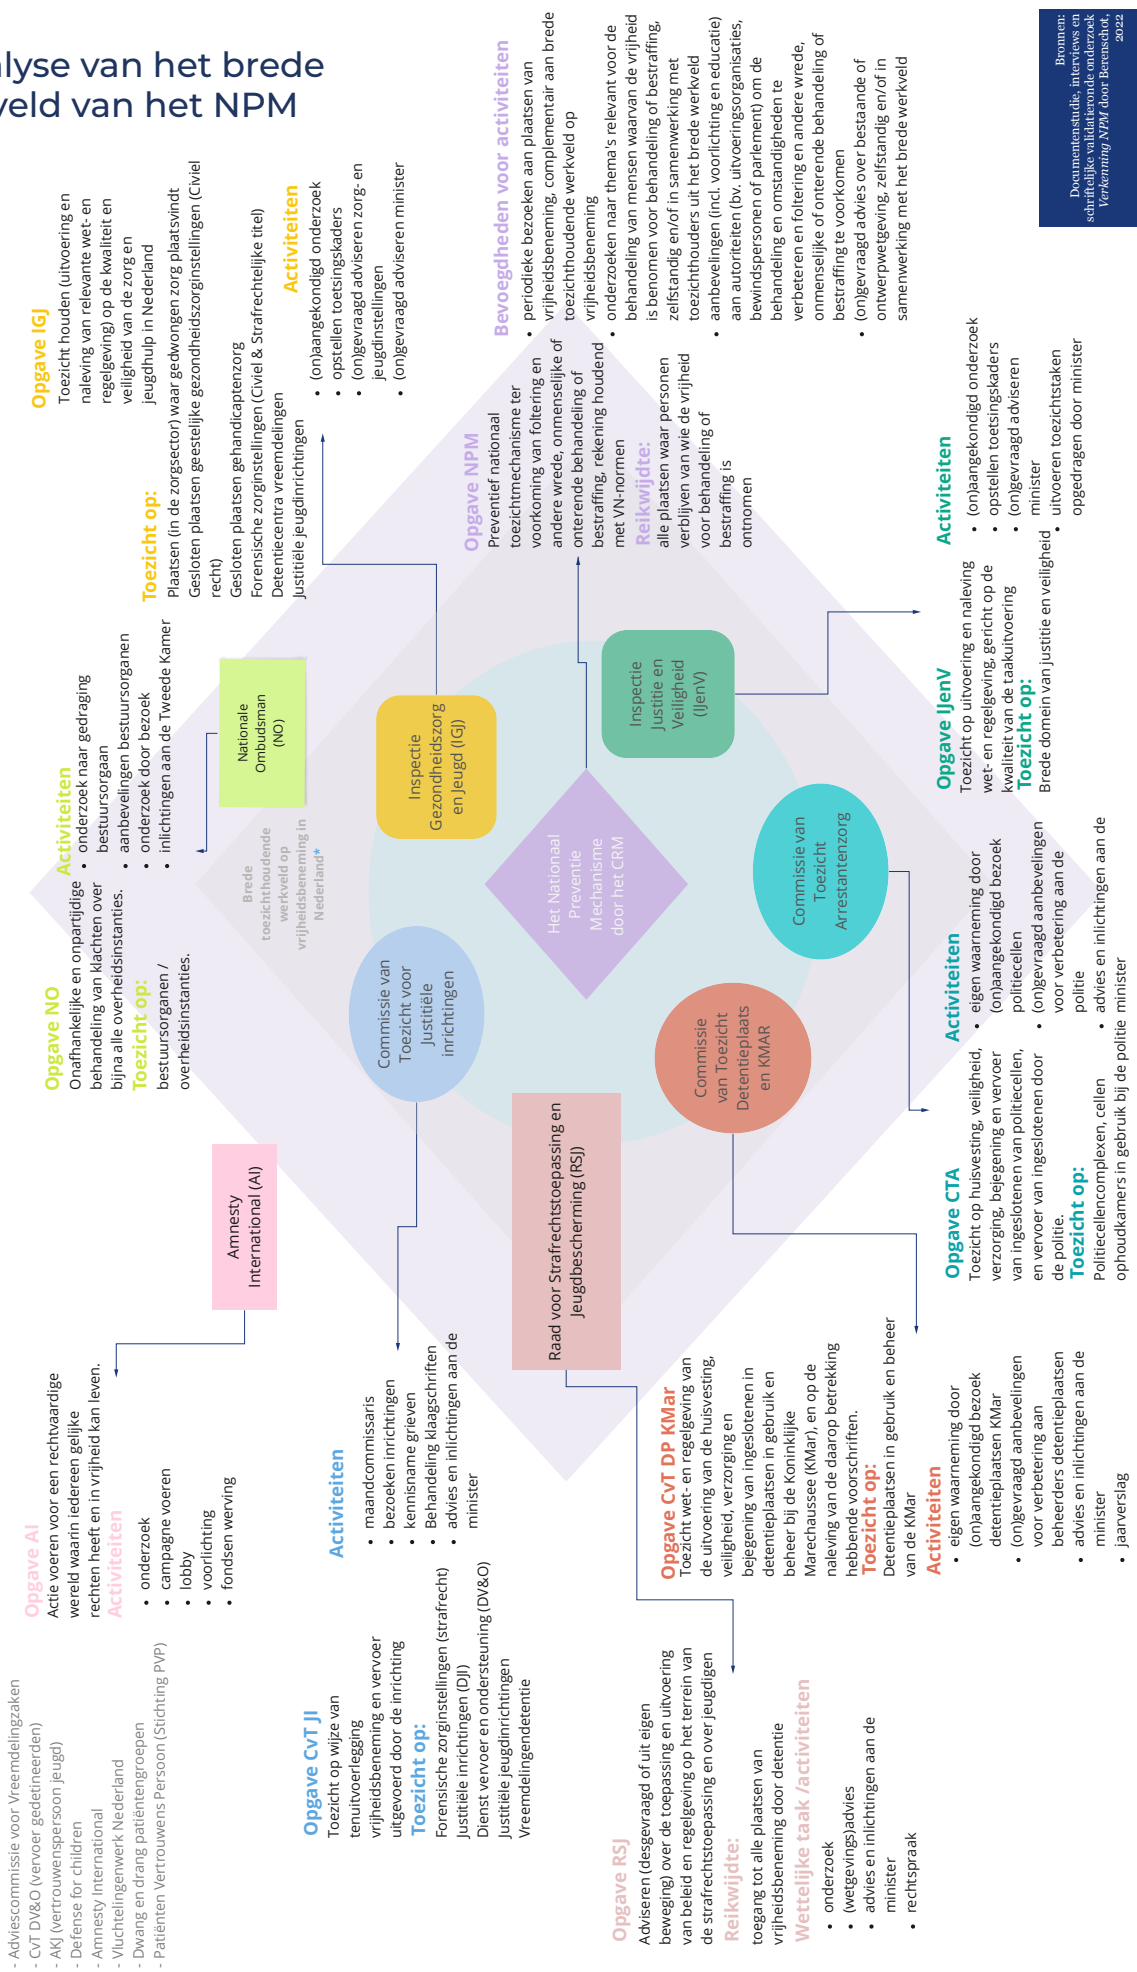 alyse van het brede
veld van het NPM
- Adviescommissie voor Vreemdelingzaken
- CvT DV&O (vervoer gedetineerden)
- AKJ (vertrouwenspersoon jeugd)
- Defense for children
- Amnesty International
- Vluchtelingenwerk Nederland
- Dwang en drang patiëntengroepen
- Patiënten Vertrouwens Persoon (Stichting PVP)
Opgave AI
Actie voeren voor een rechtvaardige
wereld waarin iedereen gelijke
rechten heeft en in vrijheid kan leven.
Activiteiten
• onderzoek
• campagne voeren
• lobby
• voorlichting
• fondsen werving
Amnesty
International (AI)
Opgave NO
Onafhankelijke en onpartijdige
behandeling van klachten over
bijna alle overheidsinstanties.
Toezicht op:
bestuursorganen /
overheidsinstanties.
Activiteiten
• onderzoek naar gedraging
bestuursorgaan
• aanbevelingen bestuursorganen
• onderzoek door bezoek
• inlichtingen aan de Tweede Kamer
Nationale
Ombudsman
(NO)
Brede
toezichthoudende
werkveld op
vrijheidsbeneming in
Nederland*
Opgave IGJ
Toezicht houden (uitvoering en
naleving van relevante wet- en
regelgeving) op de kwaliteit en
veiligheid van de zorg en
jeugdhulp in Nederland
Toezicht op:
Plaatsen (in de zorgsector) waar gedwongen zorg plaatsvindt
Gesloten plaatsen geestelijke gezondheidszorginstellingen (Civiel
recht)
Gesloten plaatsen gehandicaptenzorg
Forensische zorginstellingen (Civiel & Strafrechtelijke titel)
Detentiecentra vreemdelingen
Justitiële jeugdinrichtingen
Activiteiten
• (on)aangekondigd onderzoek
• opstellen toetsingskaders
• (on)gevraagd adviseren zorg- en
jeugdinstellingen
• (on)gevraagd adviseren minister
Opgave CvT JI
Toezicht op wijze van
tenuitvoerlegging
vrijheidsbeneming en vervoer
uitgevoerd door de inrichting
Toezicht op:
Forensische zorginstellingen (strafrecht)
Justitiële inrichtingen (DJI)
Dienst vervoer en ondersteuning (DV&O)
Justitiële jeugdinrichtingen
Vreemdelingendetentie
Activiteiten
• maandcommissaris
• bezoeken inrichtingen
• kennisname grieven
• Behandeling klaagschriften
• advies en inlichtingen aan de
minister
Commissie van
Toezicht voor
Justitiële
inrichtingen
Inspectie
Gezondheidszorg
en Jeugd (IGJ)
Het Nationaal
Preventie
Mechanisme
door het CRM
Opgave NPM
Preventief nationaal
toezichtmechanisme ter
voorkoming van foltering en
andere wrede, onmenselijke of
onterende behandeling of
bestraffing, rekening houdend
met VN-normen
Reikwijdte:
alle plaatsen waar personen
verblijven van wie de vrijheid
voor behandeling of
bestraffing is
ontnomen
Bevoegdheden voor activiteiten
• periodieke bezoeken aan plaatsen van
vrijheidsbeneming, complementair aan brede
toezichthoudende werkveld op
vrijheidsbeneming
• onderzoeken naar thema's relevant voor de
behandeling van mensen waarvan de vrijheid
is benomen voor behandeling of bestraffing,
zelfstandig en/of in samenwerking met
toezichthouders uit het brede werkveld
• aanbevelingen (incl. voorlichting en educatie)
aan autoriteiten (bv. uitvoeringsorganisaties,
bewindspersonen of parlement) om de
behandeling en omstandigheden te
verbeteren en foltering en andere wrede,
onmenselijke of onterende behandeling of
bestraffing te voorkomen
• (on)gevraagd advies over bestaande of
ontwerpwetgeving, zelfstandig en/of in
samenwerking met het brede werkveld
Raad voor Strafrechtstoepassing en
Jeugdbescherming (RSJ)
Commissie
van Toezicht
Detentieplaats
en KMAR
Commissie van
Toezicht
Arrestantenzorg
Inspectie
Justitie en
Veiligheid
(IJenV)
Opgave RSJ
Adviseren (desgevraagd of uit eigen
beweging) over de toepassing en uitvoering
van beleid en regelgeving op het terrein van
de strafrechtstoepassing en over jeugdigen
Reikwijdte:
toegang tot alle plaatsen van
vrijheidsbeneming door detentie
Wettelijke taak /activiteiten
• onderzoek
• (wetgevings)advies
• advies en inlichtingen aan de
minister
• rechtspraak
Opgave CvT DP KMar
Toezicht wet- en regelgeving van
de uitvoering van de huisvesting,
veiligheid, verzorging en
bejegening van ingeslotenen in
detentieplaatsen in gebruik en
beheer bij de Koninklijke
Marechaussee (KMar), en op de
naleving van de daarop betrekking
hebbende voorschriften.
Toezicht op:
Detentieplaatsen in gebruik en beheer
van de KMar
Activiteiten
• eigen waarneming door
(on)aangekondigd bezoek
detentieplaatsen KMar
• (on)gevraagd aanbevelingen
voor verbetering aan
beheerders detentieplaatsen
• advies en inlichtingen aan de
minister
• jaarverslag
Opgave CTA
Toezicht op huisvesting, veiligheid,
verzorging, bejegening en vervoer
van ingeslotenen van politiecellen,
en vervoer van ingeslotenen door
de politie.
Toezicht op:
Politiecellencomplexen, cellen
ophoudkamers in gebruik bij de politie
Activiteiten
• eigen waarneming door
(on)aangekondigd bezoek
politiecellen
• (on)gevraagd aanbevelingen
voor verbetering aan de
politie
• advies en inlichtingen aan de
minister
Opgave IJenV
Toezicht op uitvoering en naleving
wet- en regelgeving, gericht op de
kwaliteit van de taakuitvoering
Toezicht op:
Brede domein van justitie en veiligheid
Activiteiten
• (on)aangekondigd onderzoek
• opstellen toetsingskaders
• (on)gevraagd adviseren
minister
• uitvoeren toezichtstaken
opgedragen door minister
Bronnen:
Documentenstudie, interviews en
schriftelijke validatieronde onderzoek
Verkenning NPM door Berenschot,
2022